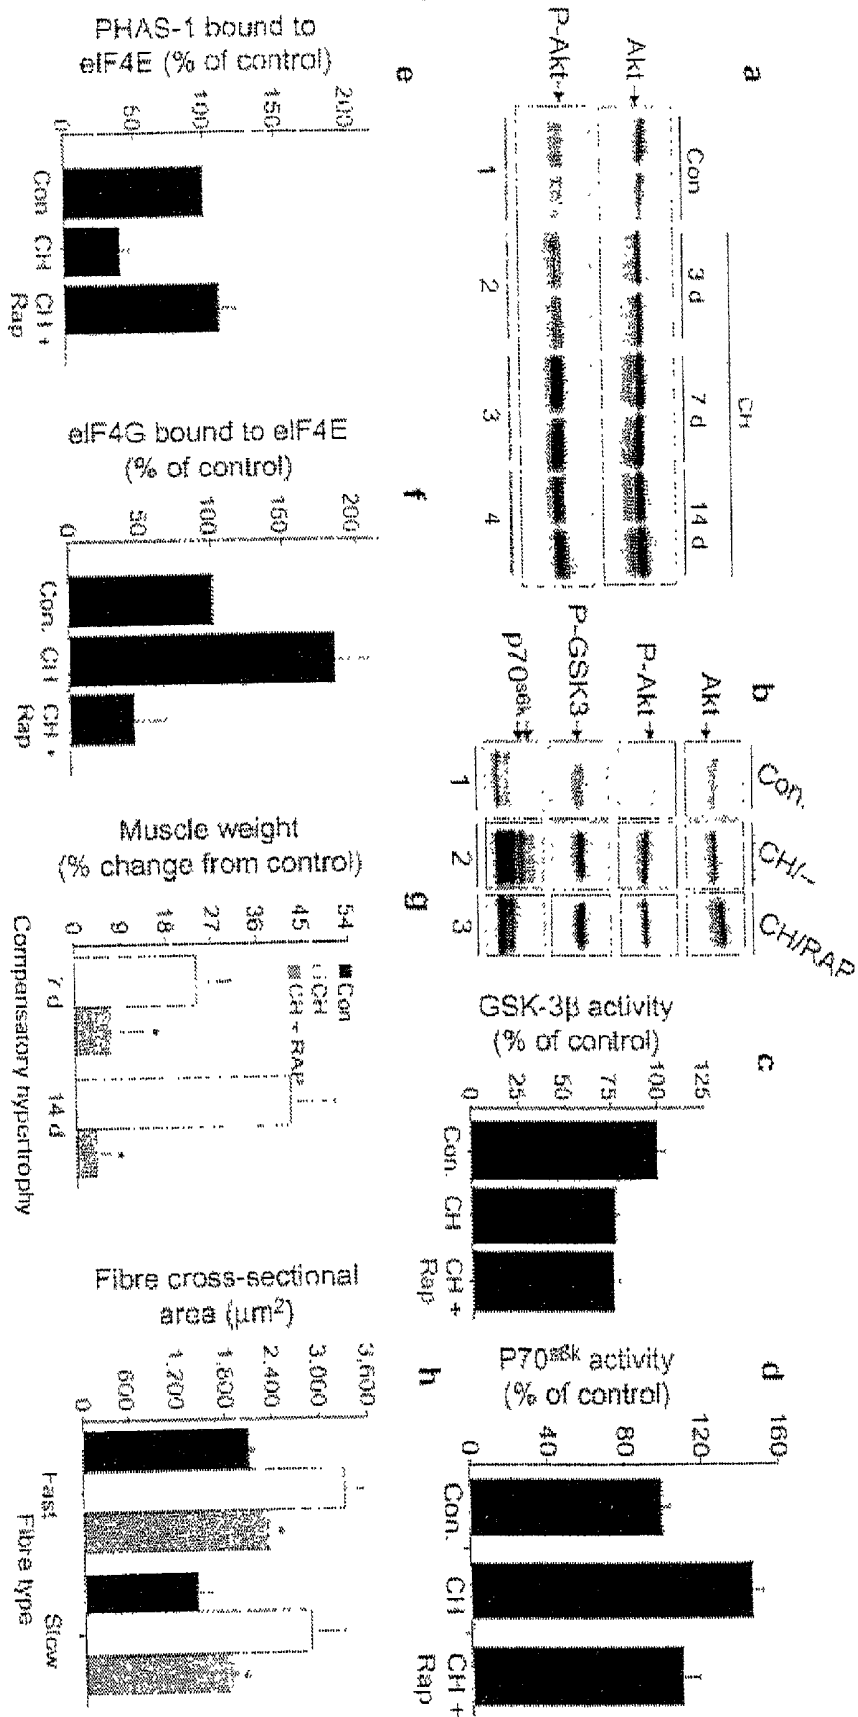 a
Con
CH
3 d
7 d
14 d
Akt
P-Akt
1
2
3
4
b
Con.
CH/--
CH/RAP
Akt
P-Akt
P-GSK3
p70s6k
1
2
3
c
GSK-3β activity
(% of control)
125
100
75
50
25
0
Con.
CH
CH +
Rap
d
P70s6k activity
(% of control)
160
120
80
40
0
Con.
CH
CH +
Rap
e
PHAS-1 bound to
eIF4E (% of control)
200
150
100
50
0
Con
CH
CH +
Rap
f
eIF4G bound to eIF4E
(% of control)
200
150
100
50
0
Con.
CH
CH +
Rap
g
Muscle weight
(% change from control)
54
45
36
27
18
9
0
Con
CH
CH + RAP
7 d
14 d
Compensatory hypertrophy
h
Fibre cross-sectional
area (μm²)
3,600
3,000
2,400
1,800
1,200
600
0
Fast
Slow
Fibre type